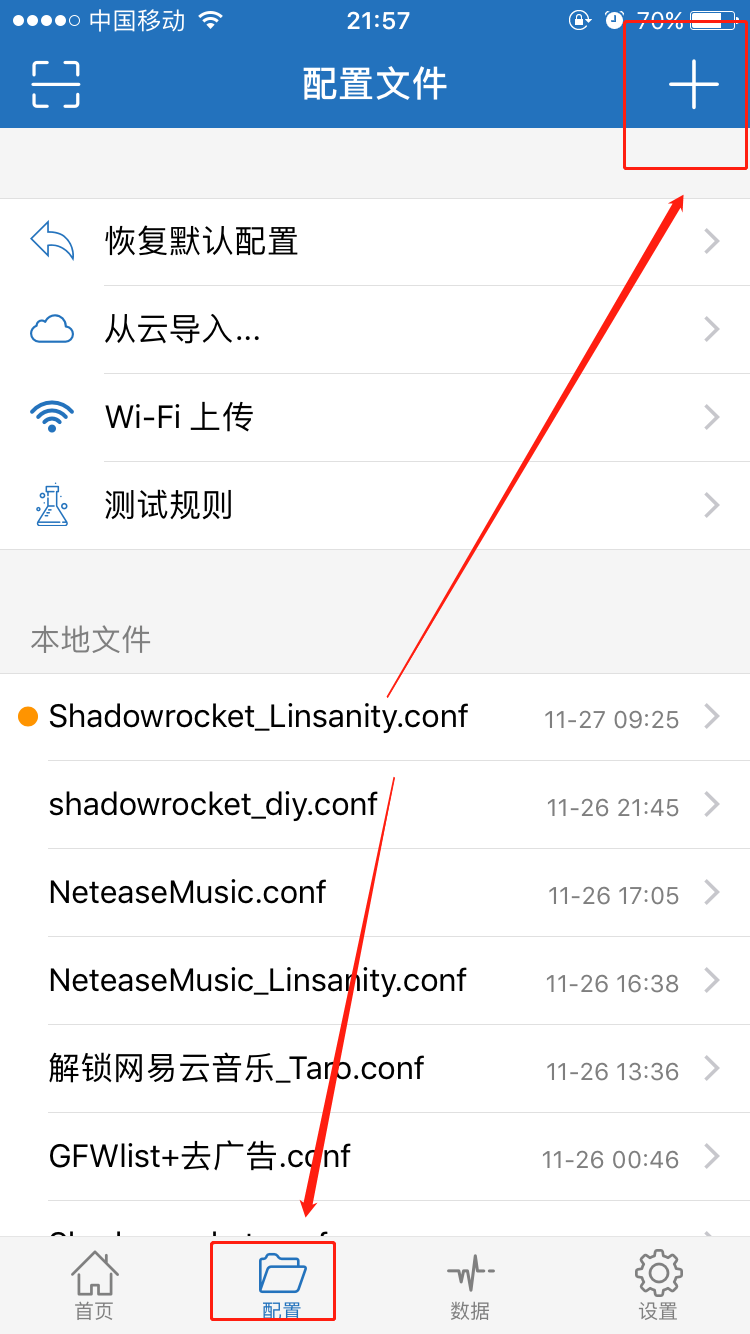 中国移动 21:57 70%
配置文件
恢复默认配置
从云导入...
Wi-Fi 上传
测试规则
本地文件
Shadowrocket_Linsanity.conf 11-27 09:25
shadowrocket_diy.conf 11-26 21:45
NeteaseMusic.conf 11-26 17:05
NeteaseMusic_Linsanity.conf 11-26 16:38
解锁网易云音乐_Taro.conf 11-26 13:36
GFWlist+去广告.conf 11-26 00:46
首页 配置 数据 设置